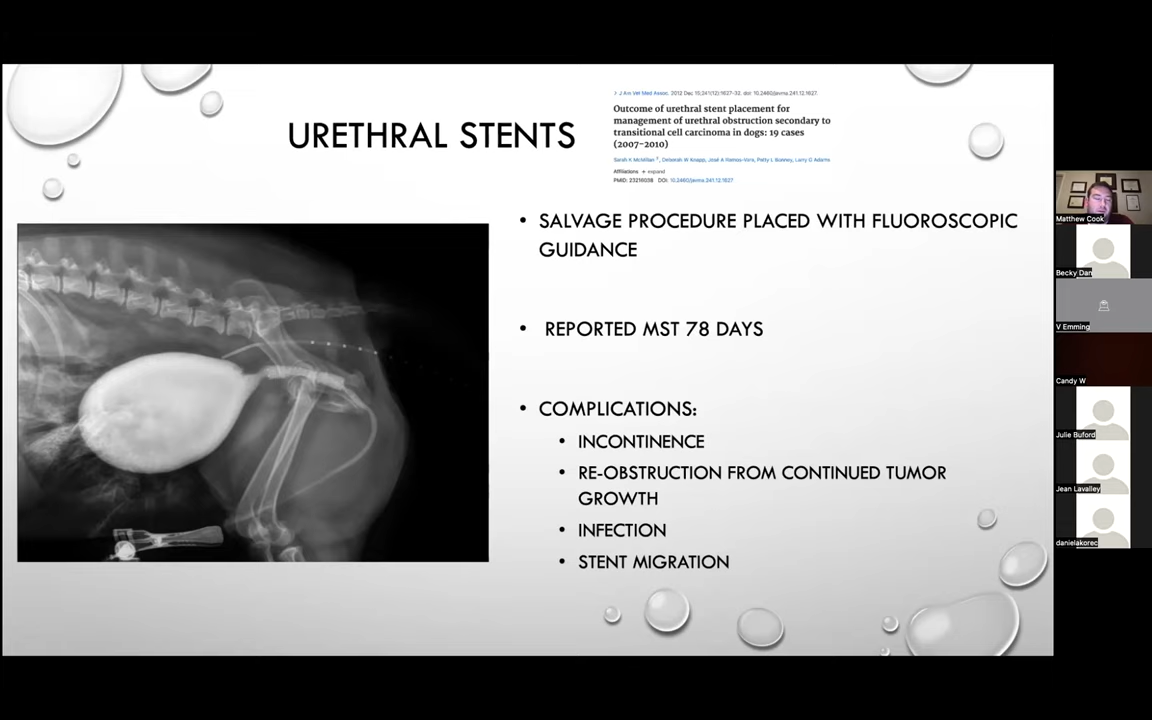 URETHRAL STENTS
> J Am Vet Med Assoc. 2012 Dec 15;241(12):1627-32. doi: 10.2460/javma.241.12.1627.
Outcome of urethral stent placement for
management of urethral obstruction secondary to
transitional cell carcinoma in dogs: 19 cases
(2007-2010)
Sarah K McMillan, Deborah W Knapp, José A Ramos-Vara, Patty L Bonney, Larry G Adams
Affiliations + expand
PMID: 23216038 DOI: 10.2460/javma.241.12.1627
• SALVAGE PROCEDURE PLACED WITH FLUOROSCOPIC
GUIDANCE
• REPORTED MST 78 DAYS
• COMPLICATIONS:
• INCONTINENCE
• RE-OBSTRUCTION FROM CONTINUED TUMOR
GROWTH
• INFECTION
• STENT MIGRATION
Matthew Cook
Becky Dan
V Emming
Candy W
Julie Buford
Jean Lavalley
danielakorec